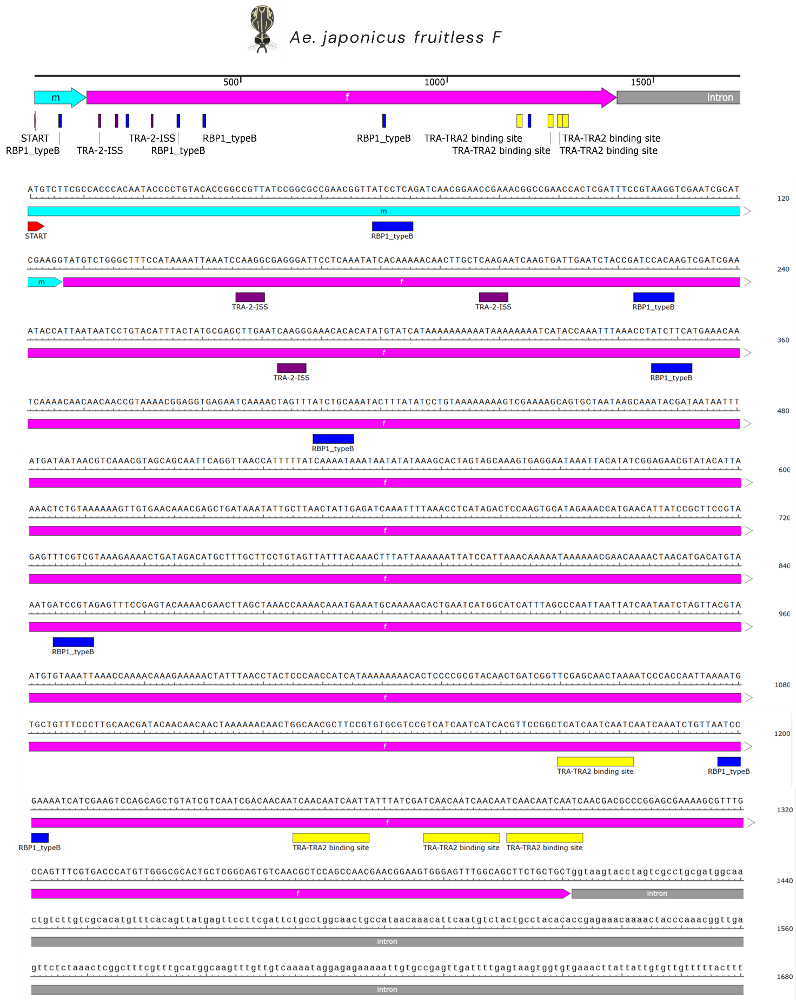 Ae. japonicus fruitless F
500 1000 1500
m f intron
START TRA-2-ISS RBP1_typeB RBP1_typeB TRA-TRA2 binding site TRA-TRA2 binding site
RBP1_typeB TRA-2-ISS RBP1_typeB TRA-TRA2 binding site TRA-TRA2 binding site
ATGTCTTCGCCACCCACAATACCCCTGTACACCGGCCGTTATCCGGCGCCGAACGGTTATCCTCAGATCAACGGAACCGAAACGGCCGAACCACTCGATTTCCGTAAGGTCGAATCGCAT
120
m
START RBP1_typeB
CGAAGGTATGTCTGGGCTTTCCATAAAATTAAATCCAAGGCGAGGGATTCCTCAAATATCACAAAAACAACTTGCTCAAGAATCAAGTGATTGAATCTACCGATCCACAAGTCGATCGAA
240
m f
TRA-2-ISS TRA-2-ISS RBP1_typeB
ATACCATTAATAATCCTGTACATTTACTATGCGAGCTTGAATCAAGGGAAACACACATATGTATCATAAAAAAAAAATAAAAAAAATCATACCAAATTTAAACCTATCTTCATGAAACAA
360
f
TRA-2-ISS RBP1_typeB
TCAAAACAACAACAACCGTAAAACGGAGGTGAGAATCAAAACTAGTTTATCTGCAAATACTTTATATCCTGTAAAAAAAAGTCGAAAAGCAGTGCTAATAAGCAAATACGATAATAATTT
480
f
RBP1_typeB
ATGATAATAACGTCAAACGTAGCAGCAATTCAGGTTAACCATTTTTATCAAAATAAATAATATATAAAGCACTAGTAGCAAAGTGAGGAATAAATTACATATCGGAGAACGTATACATTA
600
f
AAACTCTGTAAAAAAGTTGTGAACAAACGAGCTGATAAATATTGCTTAACTATTGAGATCAAATTTTAAACCTCATAGACTCCAAGTGCATAGAAACCATGAACATTATCCGCTTCCGTA
720
f
GAGTTTCGTCGTAAAGAAAACTGATAGACATGCTTTGCTTCCTGTAGTTATTTACAAACTTTATTAAAAAATTATCCATTAAACAAAAATAAAAAACGAACAAAACTAACATGACATGTA
840
f
AATGATCCGTAGAGTTTCCGAGTACAAAACGAACTTAGCTAAACCAAAACAAATGAAATGCAAAAACACTGAATCATGGCATCATTTAGCCCAATTAATTATCAATAATCTAGTTACGTA
960
f
RBP1_typeB
ATGTGTAAATTAAACCAAAACAAAGAAAAACTATTTAACCTACTCCCAACCATCATAAAAAAAACACTCCCCGCGTACAACTGATCGGTTCGAGCAACTAAAATCCCACCAATTAAAATG
1080
f
TGCTGTTTCCCTTGCAACGATACAACAACAACTAAAAAACAACTGGCAACGCTTCCGTGTGCGTCCGTCATCAATCATCACGTTCCGGCTCATCAATCAATCAATCAAATCTGTTAATCC
1200
f
TRA-TRA2 binding site RBP1_typeB
GAAAATCATCGAAGTCCAGCAGCTGTATCGTCAATCGACAACAATCAACAATCAATTATTTATCGATCAACAATCAACAATCAACAATCAATCAACGACGCCCGGAGCGAAAAGCGTTTG
1320
f
RBP1_typeB TRA-TRA2 binding site TRA-TRA2 binding site TRA-TRA2 binding site
CCAGTTTCGTGACCCATGTTGGGCGCACTGCTCGGCAGTGTCAACGCTCCAGCCAACGAACGGAAGTGGGAGTTTGGCAGCTTCTGCTGCTggtaagtacctagtcgcctgcgatggcaa
1440
f intron
ctgtcttgtcgcacatgtttcacagttatgagttccttcgattctgcctggcaactgccataacaaacattcaatgtctactgcctacacaccgagaaacaaaactacccaaacggttga
1560
intron
gttctctaaactcggctttcgtttgcatggcaagtttgttgtcaaaataggagagaaaaattgtgccgagttgattttgagtaagtggtgtgaaacttattattgtgttgtttttacttt
1680
intron